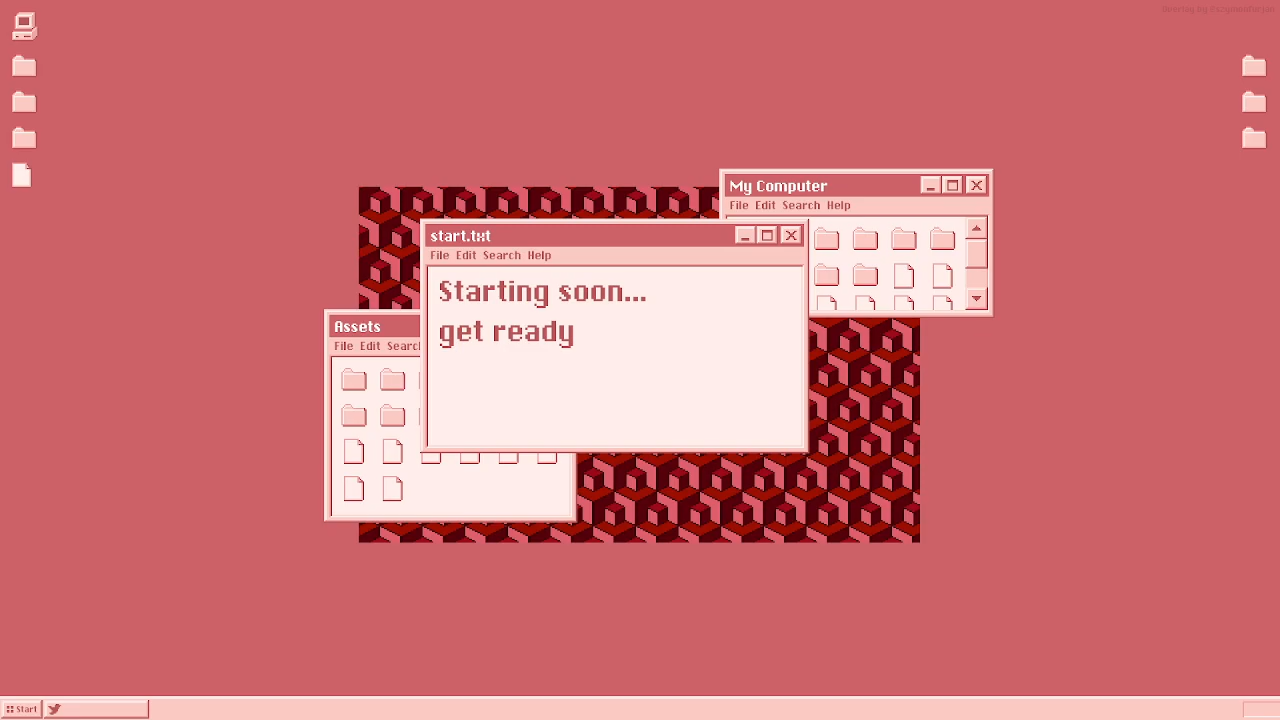 My Computer
File Edit Search Help
start.txt
File Edit Search Help
Starting soon...
get ready
Assets
File Edit Searc
Start